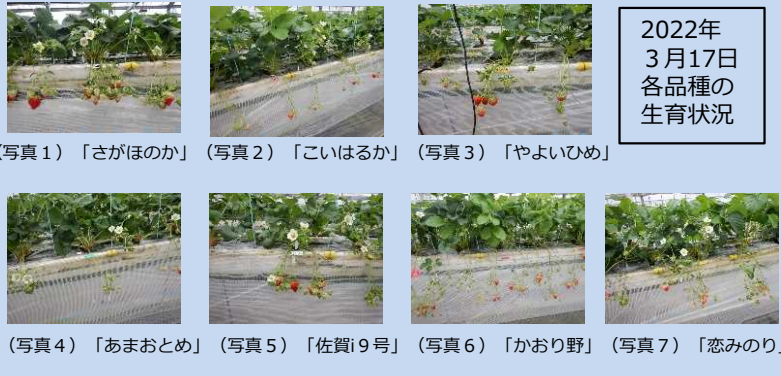 2022年
３月17日
各品種の
生育状況
(写真１）「さがほのか」（写真２）「こいはるか」（写真３）「やよいひめ」
（写真４）「あまおとめ」（写真５）「佐賀i９号」（写真６）「かおり野」（写真７）「恋みのり」